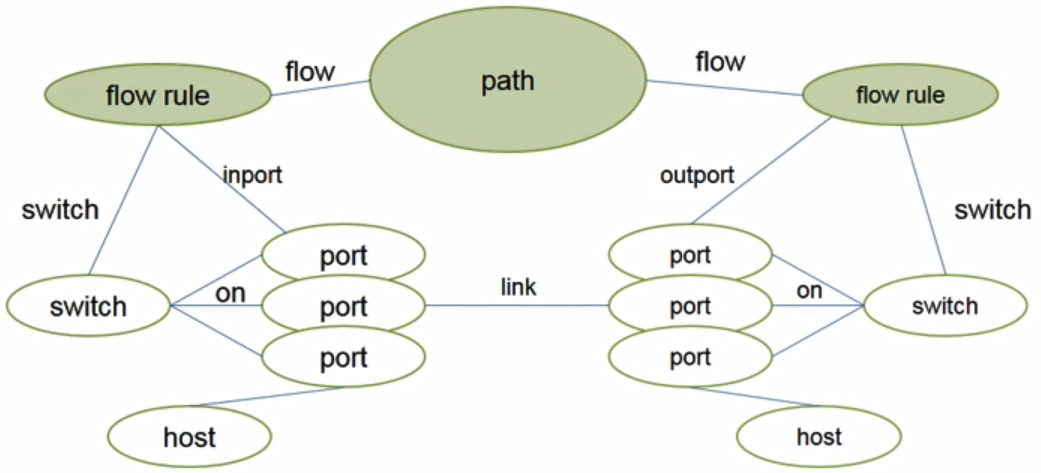 flow
path
flow
flow rule
flow rule
inport
outport
switch
switch
port
port
switch
on
port
link
port
on
switch
port
port
host
host